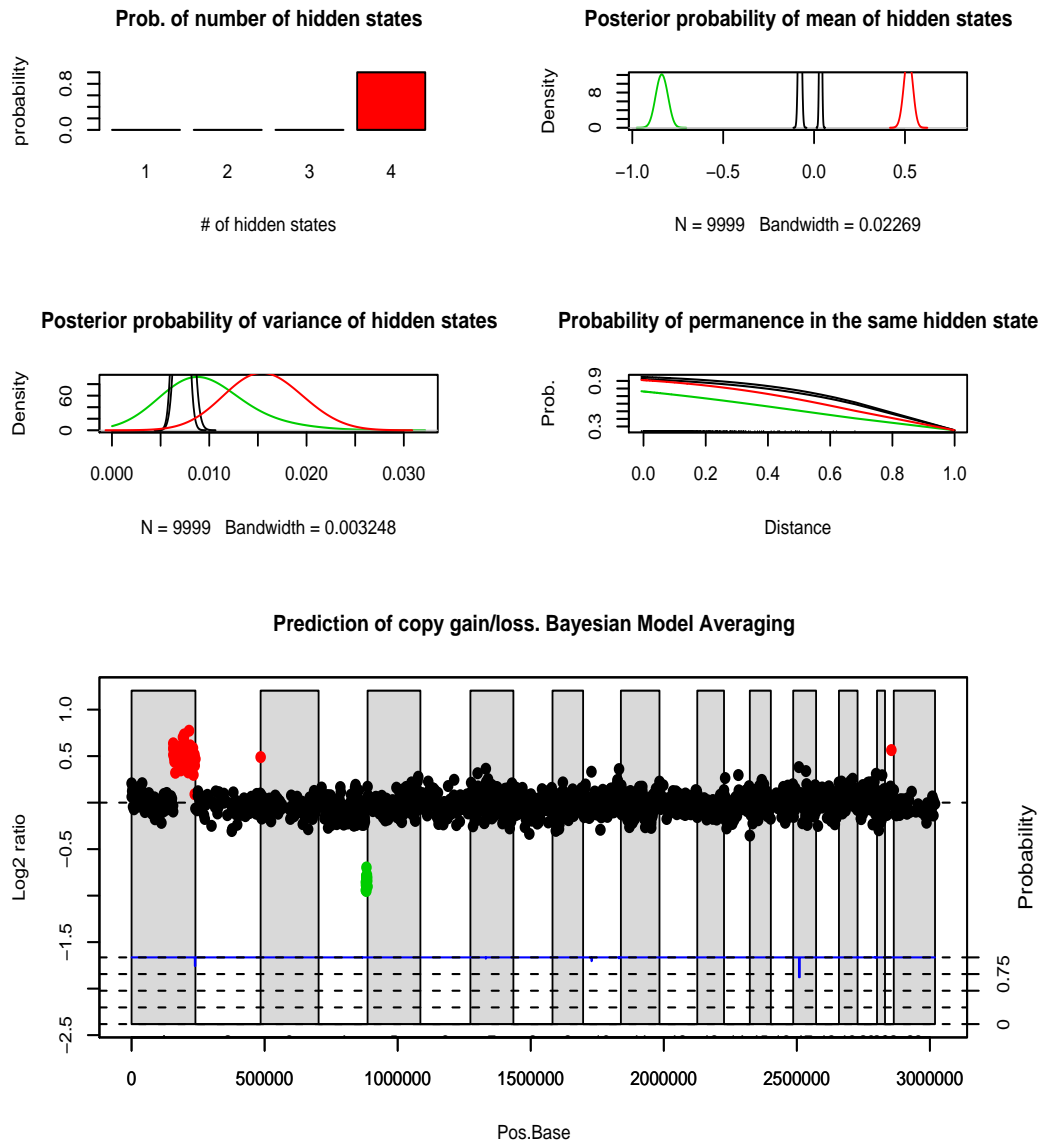 Prob. of number of hidden states
probability
0.0 0.8
1 2 3 4
# of hidden states
Posterior probability of mean of hidden states
Density
0 8
−1.0 −0.5 0.0 0.5
N = 9999 Bandwidth = 0.02269
Posterior probability of variance of hidden states
Density
0 60
0.000 0.010 0.020 0.030
N = 9999 Bandwidth = 0.003248
Probability of permanence in the same hidden state
Prob.
0.3 0.9
0.0 0.2 0.4 0.6 0.8 1.0
Distance
Prediction of copy gain/loss. Bayesian Model Averaging
Log2 ratio
−2.5 −1.5 −0.5 0.0 0.5 1.0
Probability
0 0.75
0 500000 1000000 1500000 2000000 2500000 3000000
Pos.Base